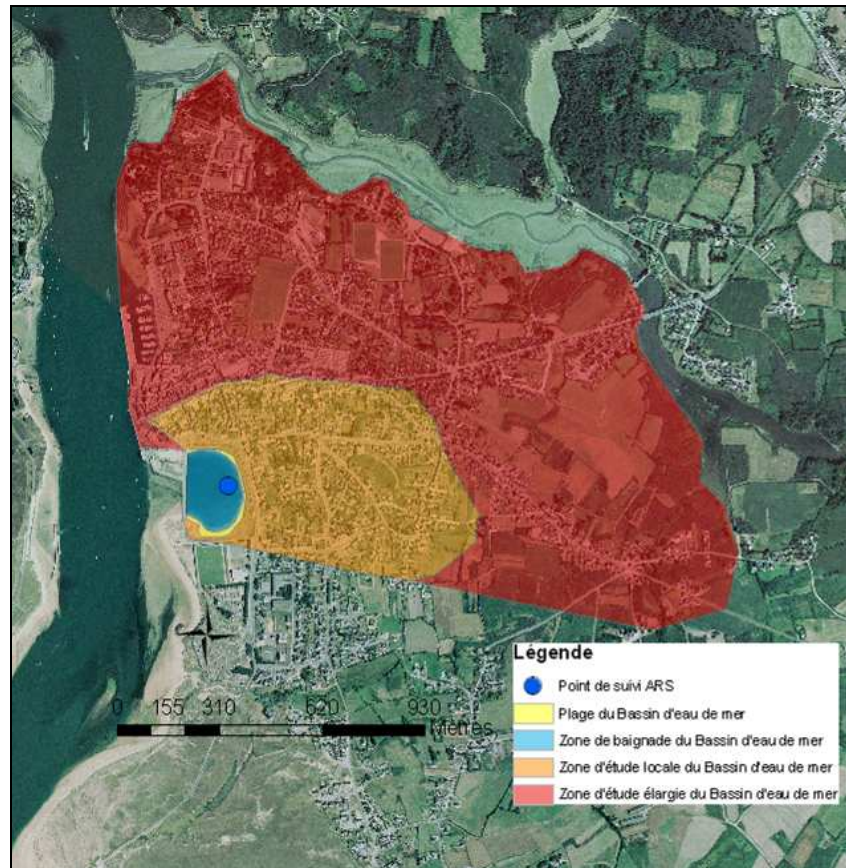 Légende
Point de suivi ARS
Plage du Bassin d'eau de mer
Zone de baignade du Bassin d'eau de mer
Zone d'étude locale du Bassin d'eau de mer
Zone d'étude élargie du Bassin d'eau de mer
0 155 310 620 930
Mètres